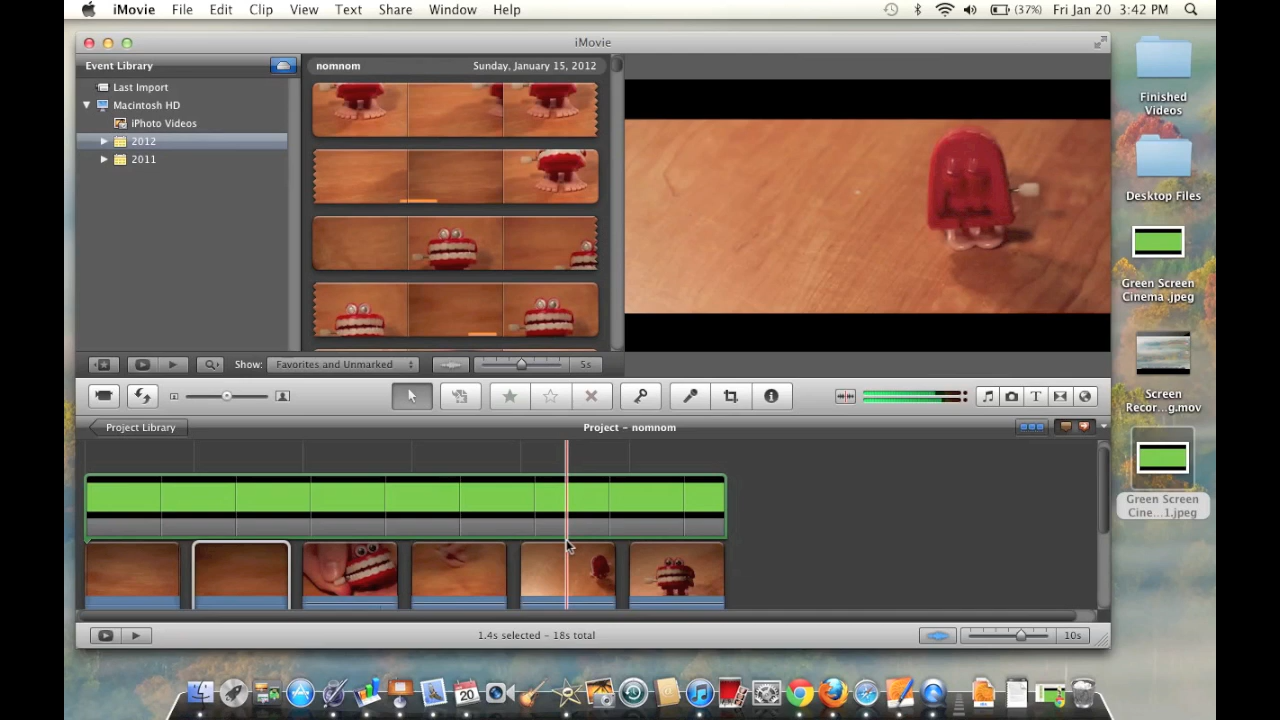 iMovie File Edit Clip View Text Share Window Help (37%) Fri Jan 20 3:42 PM
iMovie
Event Library
Last Import
Macintosh HD
iPhoto Videos
2012
2011
nomnom Sunday, January 15, 2012
Show: Favorites and Unmarked 5s
Project Library Project – nomnom
1.4s selected – 18s total 10s
Finished
Videos
Desktop Files
Green Screen
Cinema .jpeg
Screen
Recor...g.mov
Green Screen
Cine...1.jpeg
20